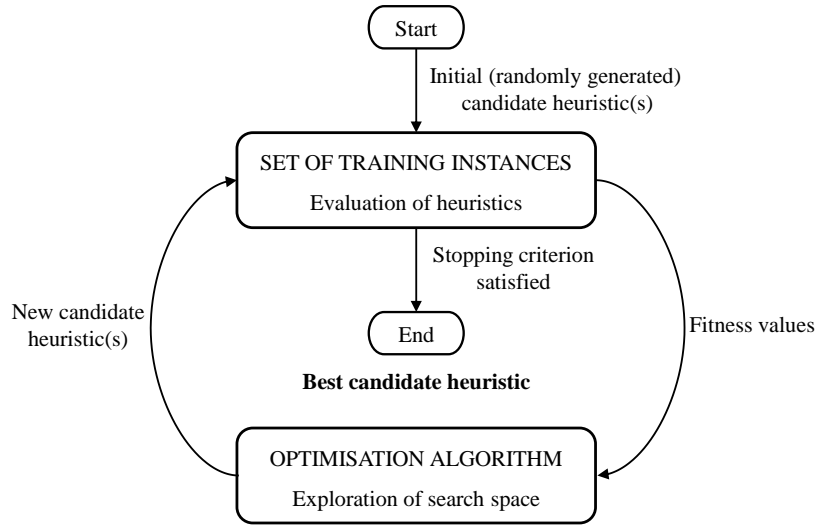 Start
Initial (randomly generated)
candidate heuristic(s)
SET OF TRAINING INSTANCES
Evaluation of heuristics
Stopping criterion
satisfied
New candidate
heuristic(s)
Fitness values
End
Best candidate heuristic
OPTIMISATION ALGORITHM
Exploration of search space